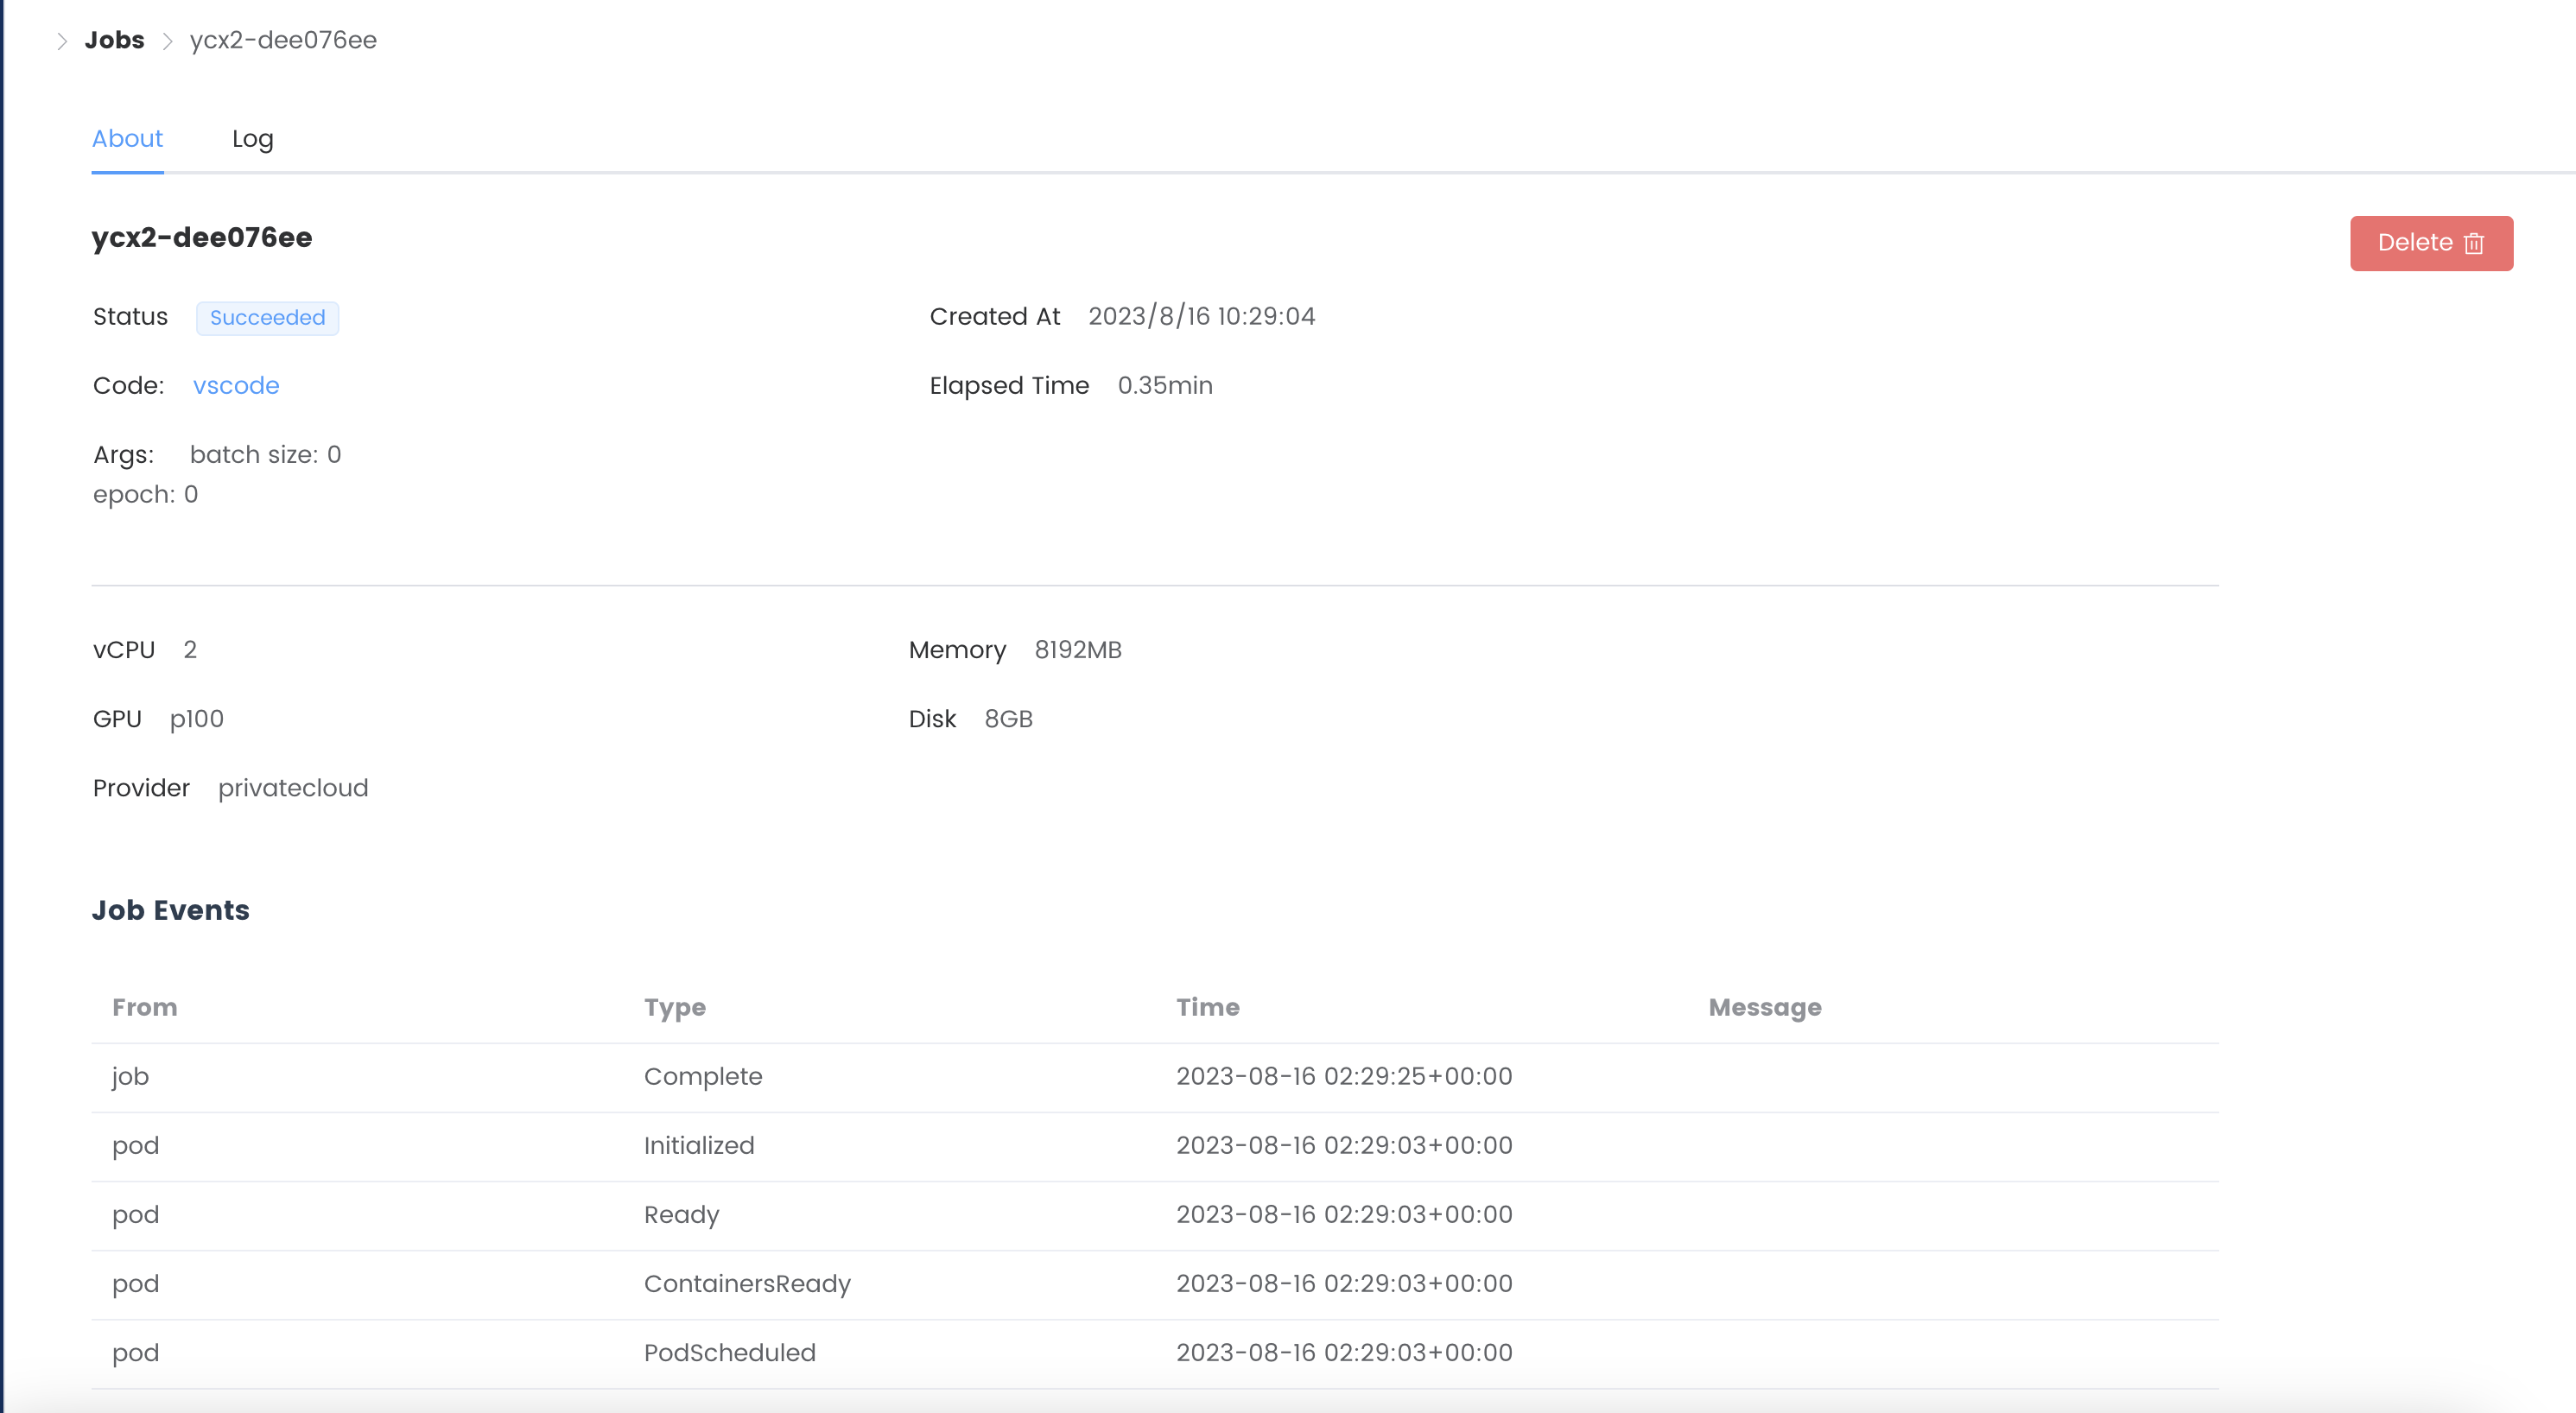 Jobs ycx2-dee076ee
About Log
ycx2-dee076ee
Delete
Status Succeeded Created At 2023/8/16 10:29:04
Code: vscode Elapsed Time 0.35min
Args: batch size: 0
epoch: 0
vCPU 2 Memory 8192MB
GPU p100 Disk 8GB
Provider privatecloud
Job Events
From Type Time Message
job Complete 2023-08-16 02:29:25+00:00
pod Initialized 2023-08-16 02:29:03+00:00
pod Ready 2023-08-16 02:29:03+00:00
pod ContainersReady 2023-08-16 02:29:03+00:00
pod PodScheduled 2023-08-16 02:29:03+00:00